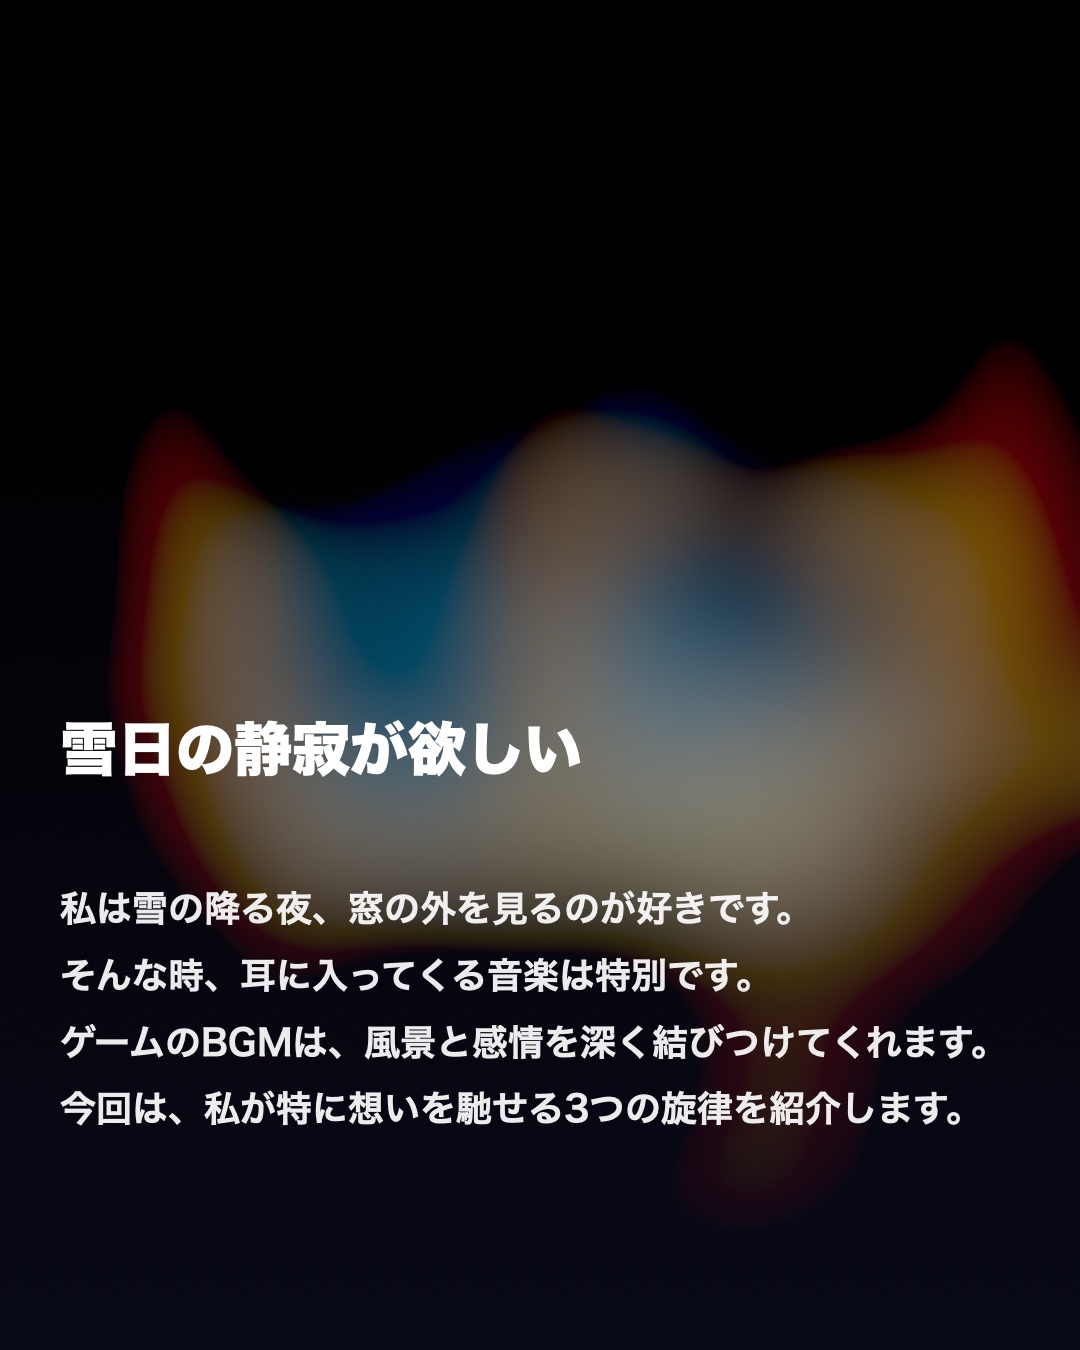 雪日の静寂が欲しい
私は雪の降る夜、窓の外を見るのが好きです。
そんな時、耳に入ってくる音楽は特別です。
ゲームのBGMは、風景と感情を深く結びつけてくれます。
今回は、私が特に想いを馳せる3つの旋律を紹介します。